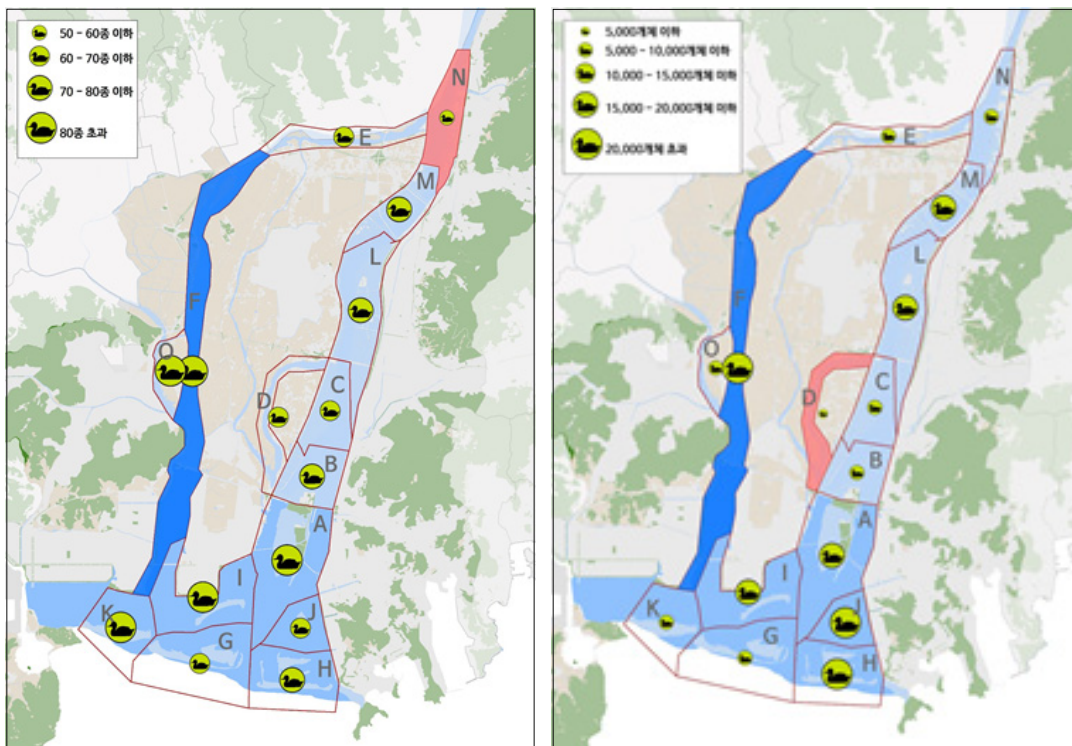 50 - 60종 이하
60 - 70종 이하
70 - 80종 이하
80종 초과
N
E
M
L
F
O
C
D
B
A
I
K
J
G
H
5,000개체 이하
5,000 - 10,000개체 이하
10,000 - 15,000개체 이하
15,000 - 20,000개체 이하
20,000개체 초과
N
E
M
L
F
O
C
D
B
A
I
K
J
G
H